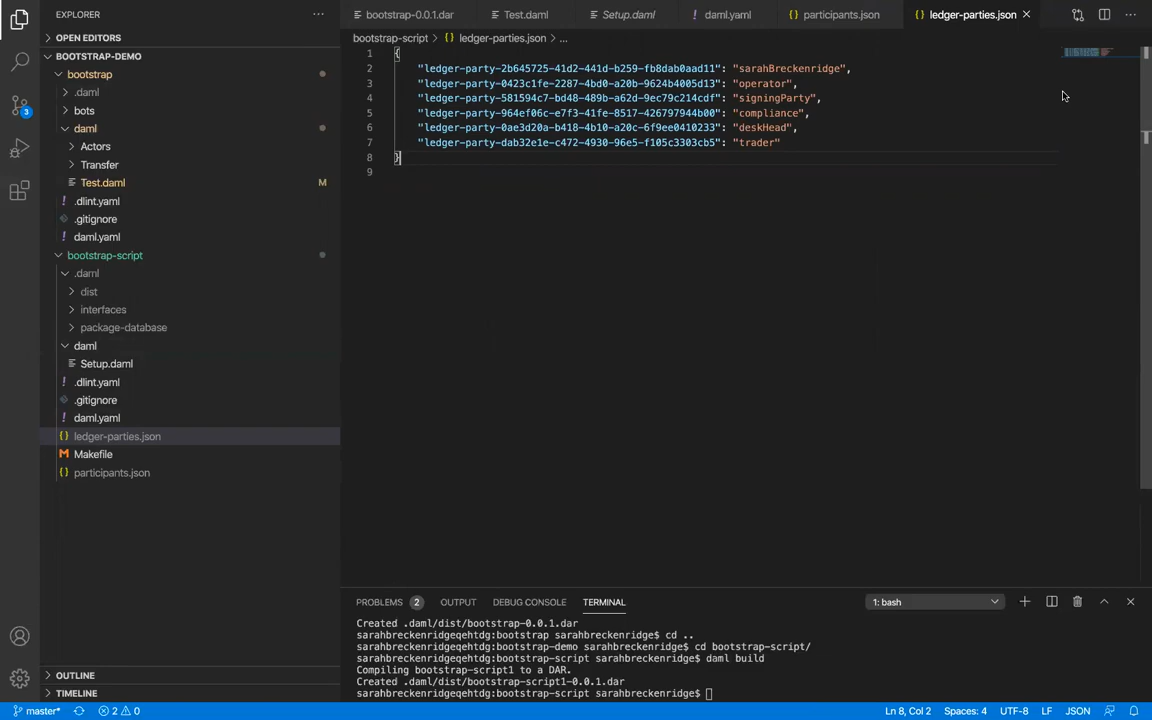 EXPLORER
OPEN EDITORS
BOOTSTRAP-DEMO
bootstrap
.daml
bots
daml
Actors
Transfer
Test.daml M
.dlint.yaml
.gitignore
daml.yaml
bootstrap-script
.daml
dist
interfaces
package-database
daml
Setup.daml
.dlint.yaml
.gitignore
daml.yaml
ledger-parties.json
Makefile
participants.json
OUTLINE
TIMELINE
3
bootstrap-0.0.1.dar Test.daml Setup.daml daml.yaml participants.json ledger-parties.json
bootstrap-script > {} ledger-parties.json > ...
1 {
2 "ledger-party-2b645725-41d2-441d-b259-fb8dab0aad11": "sarahBreckenridge",
3 "ledger-party-0423c1fe-2287-4bd0-a20b-9624b4005d13": "operator",
4 "ledger-party-581594c7-bd48-489b-a62d-9ec79c214cdf": "signingParty",
5 "ledger-party-964ef06c-e7f3-41fe-8517-426797944b00": "compliance",
6 "ledger-party-0ae3d20a-b418-4b10-a20c-6f9ee0410233": "deskHead",
7 "ledger-party-dab32e1e-c472-4930-96e5-f105c3303cb5": "trader"
8 }
9
PROBLEMS 2 OUTPUT DEBUG CONSOLE TERMINAL 1: bash
Created .daml/dist/bootstrap-0.0.1.dar
sarahbreckenridgeqehtdg:bootstrap sarahbreckenridge$ cd ..
sarahbreckenridgeqehtdg:bootstrap-demo sarahbreckenridge$ cd bootstrap-script/
sarahbreckenridgeqehtdg:bootstrap-script sarahbreckenridge$ daml build
Compiling bootstrap-script1 to a DAR.
Created .daml/dist/bootstrap-script1-0.0.1.dar
sarahbreckenridgeqehtdg:bootstrap-script sarahbreckenridge$
master* 2 0 Ln 8, Col 2 Spaces: 4 UTF-8 LF JSON